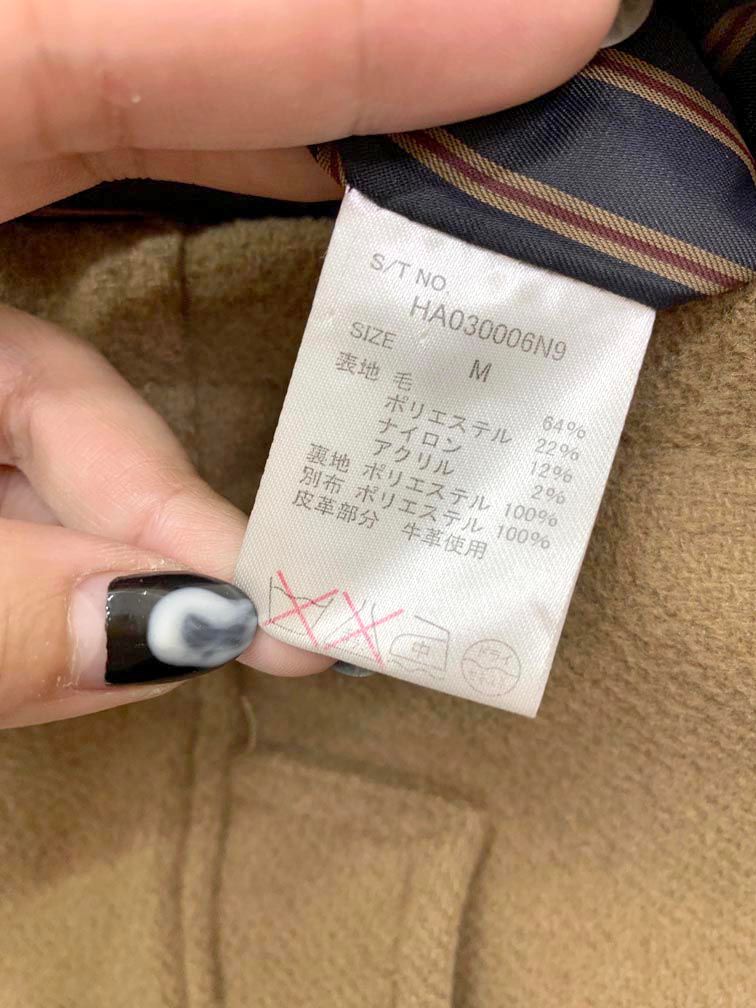 S/T NO.
HA030006N9
SIZE M
表地 毛 64%
ポリエステル 22%
ナイロン 12%
アクリル 2%
裏地 ポリエステル 100%
別布 ポリエステル 100%
皮革部分 牛革使用
中
ドライ